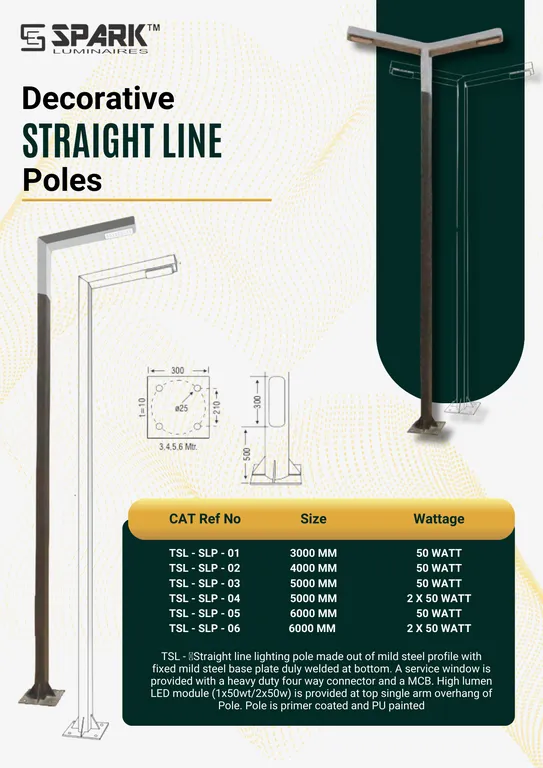 SPARK™
LUMINAIRES
Decorative
STRAIGHT LINE
Poles
300
t=10
ø25
210
3,4,5,6 Mtr.
300
500
CAT Ref No Size Wattage
TSL - SLP - 01 3000 MM 50 WATT
TSL - SLP - 02 4000 MM 50 WATT
TSL - SLP - 03 5000 MM 50 WATT
TSL - SLP - 04 5000 MM 2 X 50 WATT
TSL - SLP - 05 6000 MM 50 WATT
TSL - SLP - 06 6000 MM 2 X 50 WATT
TSL - Straight line lighting pole made out of mild steel profile with
fixed mild steel base plate duly welded at bottom. A service window is
provided with a heavy duty four way connector and a MCB. High lumen
LED module (1x50wt/2x50w) is provided at top single arm overhang of
Pole. Pole is primer coated and PU painted